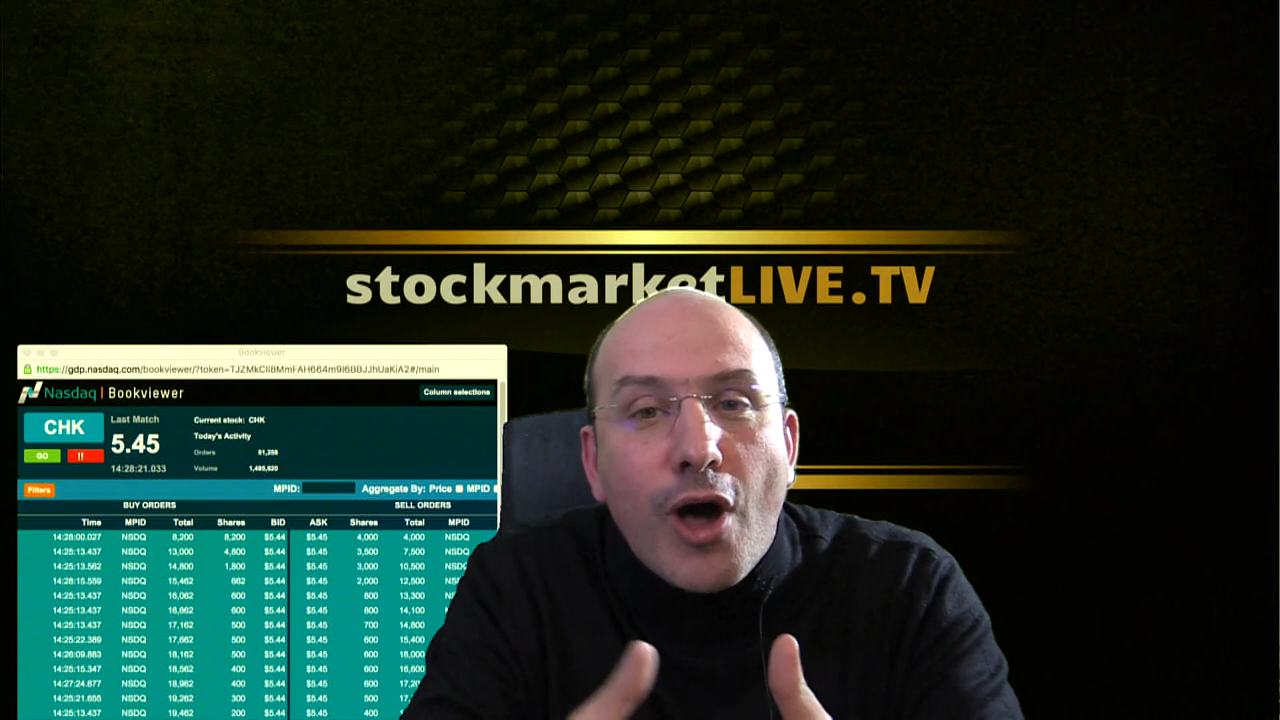 stockmarketLIVE.TV
Bookviewer
https://gdp.nasdaq.com/bookviewer/?token=TJZMkCli8MmFAH664m9I6BBJJhUaKiA2#/main
Nasdaq | Bookviewer
Column selections
CHK
Last Match
5.45
14:28:21.033
GO
!!
Current stock: CHK
Today's Activity
Orders 81,258
Volume 1,495,620
Filters
MPID:
Aggregate By: Price MPID
BUY ORDERS SELL ORDERS
Time MPID Total Shares BID ASK Shares Total MPID
14:28:00.027 NSDQ 8,200 8,200 $5.44 $5.45 4,000 4,000 NSDQ
14:25:13.437 NSDQ 13,000 4,800 $5.44 $5.45 3,500 7,500 NSDQ
14:25:13.562 NSDQ 14,800 1,800 $5.44 $5.45 3,000 10,500 NSDQ
14:28:15.559 NSDQ 15,462 662 $5.44 $5.45 2,000 12,500
14:25:13.437 NSDQ 16,062 600 $5.44 $5.45 800 13,300
14:25:13.437 NSDQ 16,662 600 $5.44 $5.45 800 14,100
14:25:13.437 NSDQ 17,162 500 $5.44 $5.45 700 14,800
14:25:22.389 NSDQ 17,662 500 $5.44 $5.45 600 15,400
14:26:09.883 NSDQ 18,162 500 $5.44 $5.45 600 16,000
14:25:15.347 NSDQ 18,562 400 $5.44 $5.45 600 16,600
14:27:24.877 NSDQ 18,962 400 $5.44 $5.45 600
14:25:21.655 NSDQ 19,262 300 $5.44 $5.45 500
14:25:13.437 NSDQ 19,462 200 $5.44 $5.45 400